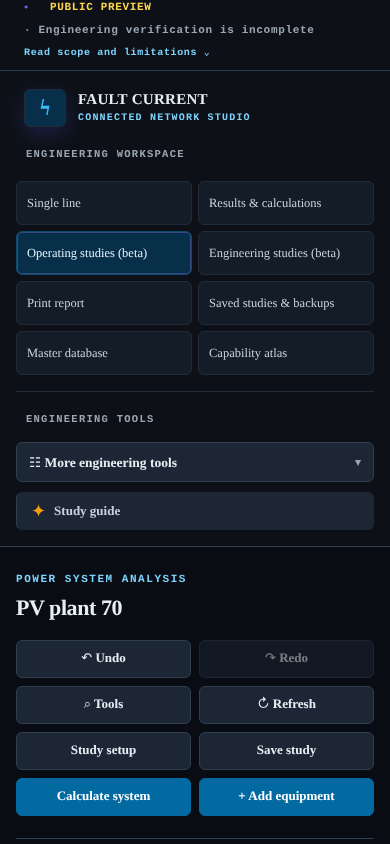 PUBLIC PREVIEW
· Engineering verification is incomplete
Read scope and limitations ⌄
FAULT CURRENT
CONNECTED NETWORK STUDIO
ENGINEERING WORKSPACE
Single line
Results & calculations
Operating studies (beta)
Engineering studies (beta)
Print report
Saved studies & backups
Master database
Capability atlas
ENGINEERING TOOLS
☷ More engineering tools ▾
✦ Study guide
POWER SYSTEM ANALYSIS
PV plant 70
↶ Undo
↷ Redo
⌕ Tools
↻ Refresh
Study setup
Save study
Calculate system
+ Add equipment